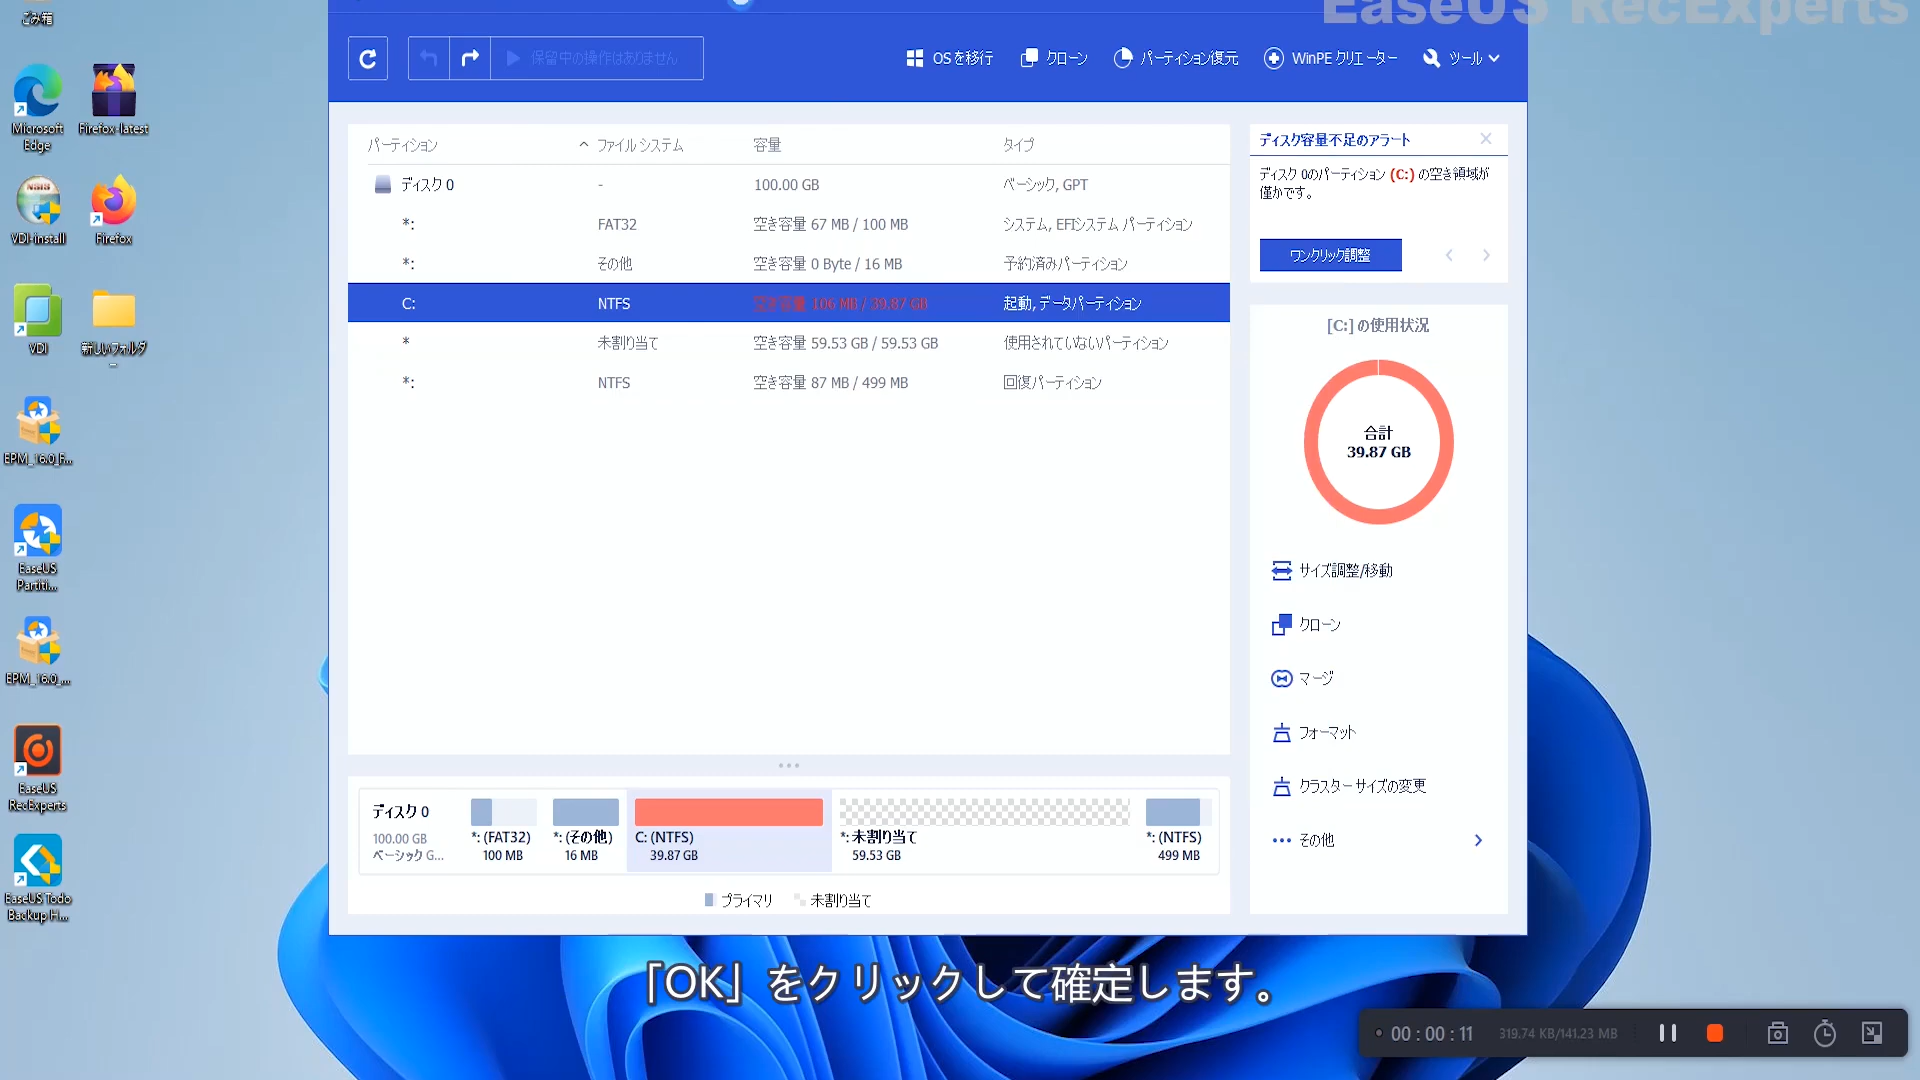 EaseUS RecExperts
ごみ箱
Microsoft
Edge
Firefox-latest
VDI-install
Firefox
VDI
新しいフォルダ
ー
EPM_16.0_F...
EaseUS
Partiti...
EPM_16.0_...
EaseUS
RecExperts
EaseUS Todo
Backup H...
保留中の操作はありません
OSを移行
クローン
パーティション復元
WinPE クリエーター
ツール
パーティション
ファイル システム
容量
タイプ
ディスク 0
-
100.00 GB
ベーシック, GPT
*:
FAT32
空き容量 67 MB / 100 MB
システム, EFIシステム パーティション
*:
その他
空き容量 0 Byte / 16 MB
予約済みパーティション
C:
NTFS
空き容量 106 MB / 39.87 GB
起動, データパーティション
*
未割り当て
空き容量 59.53 GB / 59.53 GB
使用されていないパーティション
*:
NTFS
空き容量 87 MB / 499 MB
回復パーティション
ディスク容量不足のアラート
ディスク 0のパーティション (C:) の空き領域が
僅かです。
ワンクリック調整
[C:] の使用状況
合計
39.87 GB
サイズ調整/移動
クローン
マージ
フォーマット
クラスター サイズの変更
その他
ディスク 0
100.00 GB
ベーシック G...
*: (FAT32)
100 MB
*: (その他)
16 MB
C: (NTFS)
39.87 GB
*: 未割り当て
59.53 GB
*: (NTFS)
499 MB
プライマリ
未割り当て
「OK」をクリックして確定します。
00 : 00 : 11
319.74 KB/141.23 MB